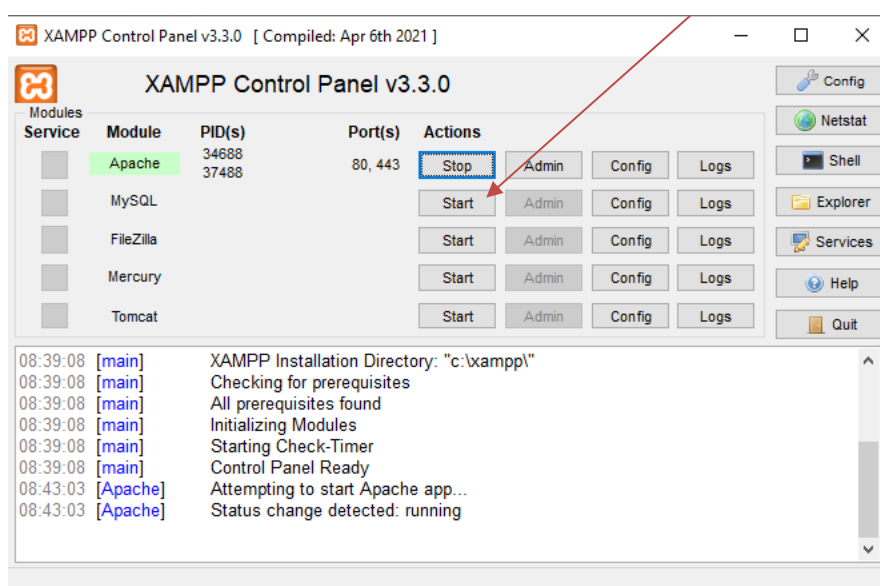 XAMPP Control Panel v3.3.0 [ Compiled: Apr 6th 2021 ]
XAMPP Control Panel v3.3.0
Config
Modules
Service Module PID(s) Port(s) Actions
Netstat
Apache 34688 37488 80, 443 Stop Admin Config Logs
Shell
MySQL Start Admin Config Logs
Explorer
FileZilla Start Admin Config Logs
Services
Mercury Start Admin Config Logs
Help
Tomcat Start Admin Config Logs
Quit
08:39:08 [main] XAMPP Installation Directory: "c:\xampp\"
08:39:08 [main] Checking for prerequisites
08:39:08 [main] All prerequisites found
08:39:08 [main] Initializing Modules
08:39:08 [main] Starting Check-Timer
08:39:08 [main] Control Panel Ready
08:43:03 [Apache] Attempting to start Apache app...
08:43:03 [Apache] Status change detected: running